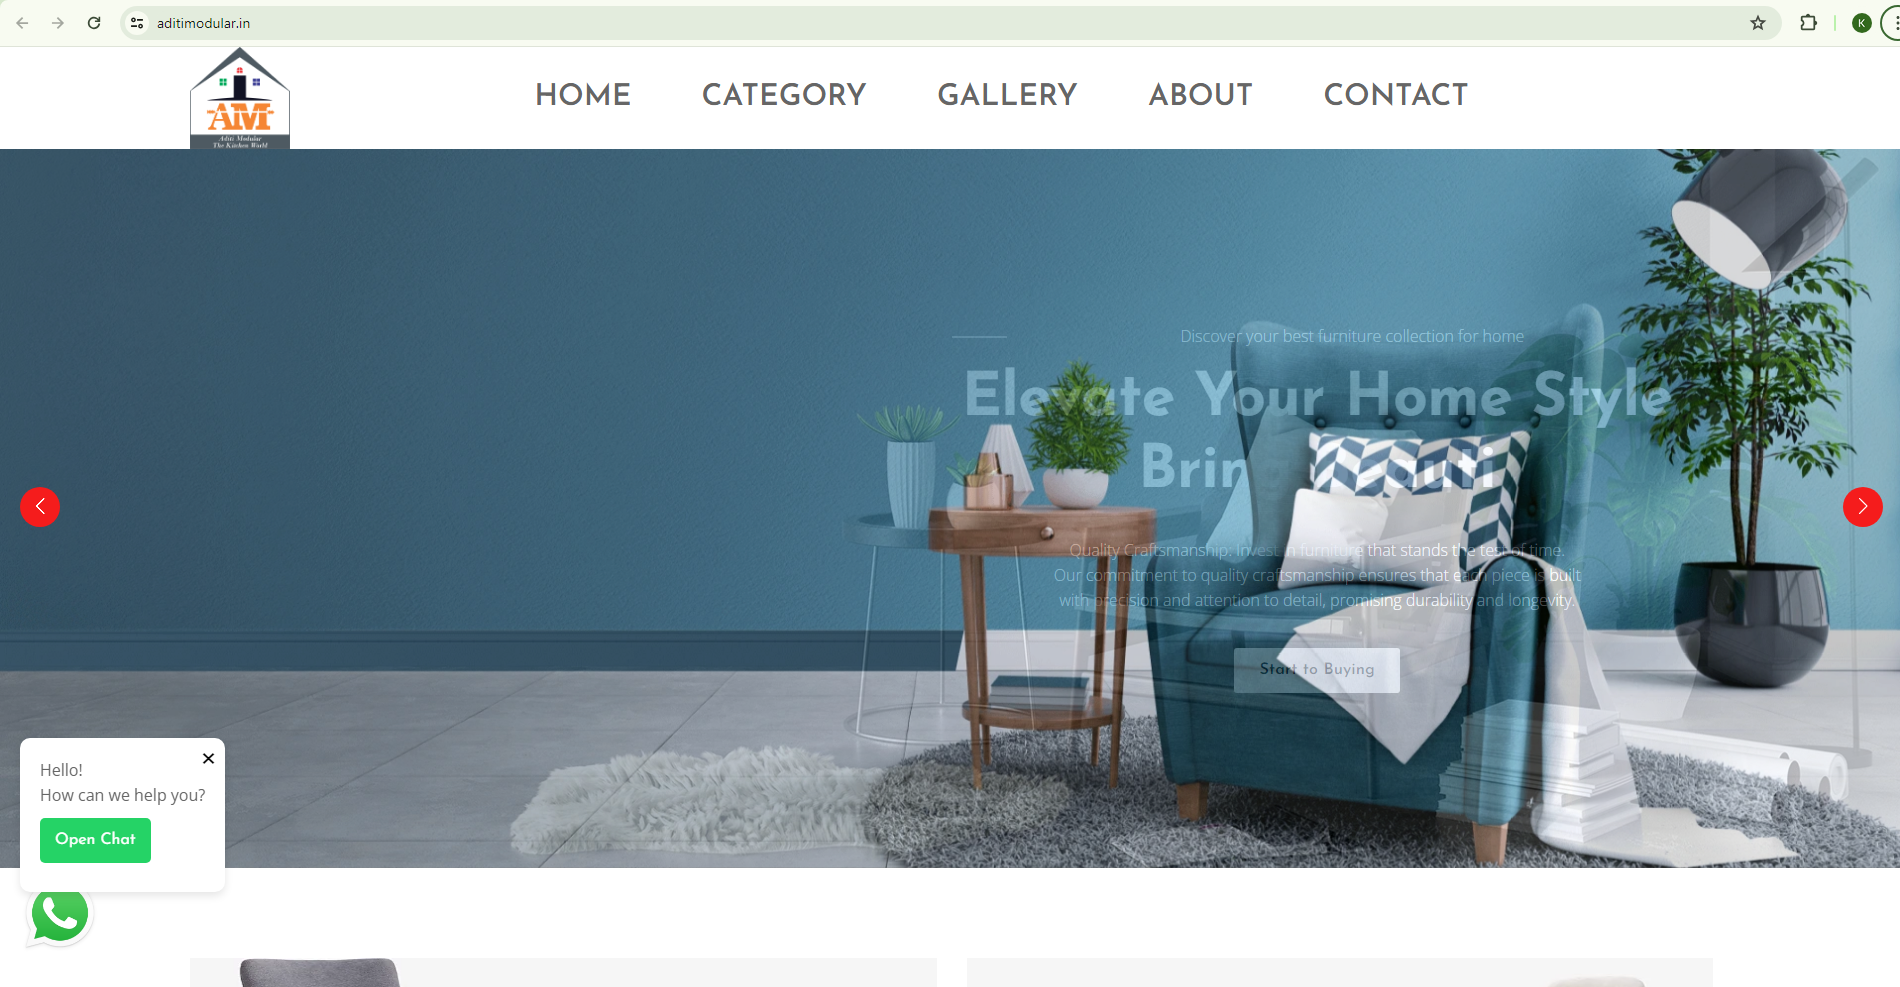 aditimodular.in
K
AM
Aditi Modular
The Kitchen World
HOME
CATEGORY
GALLERY
ABOUT
CONTACT
Discover your best furniture collection for home
Elevate Your Home Style
Brin Beauti
Quality Craftsmanship: Invest in furniture that stands the test of time.
Our commitment to quality craftsmanship ensures that each piece is built
with precision and attention to detail, promising durability and longevity.
Start to Buying
Hello!
How can we help you?
Open Chat